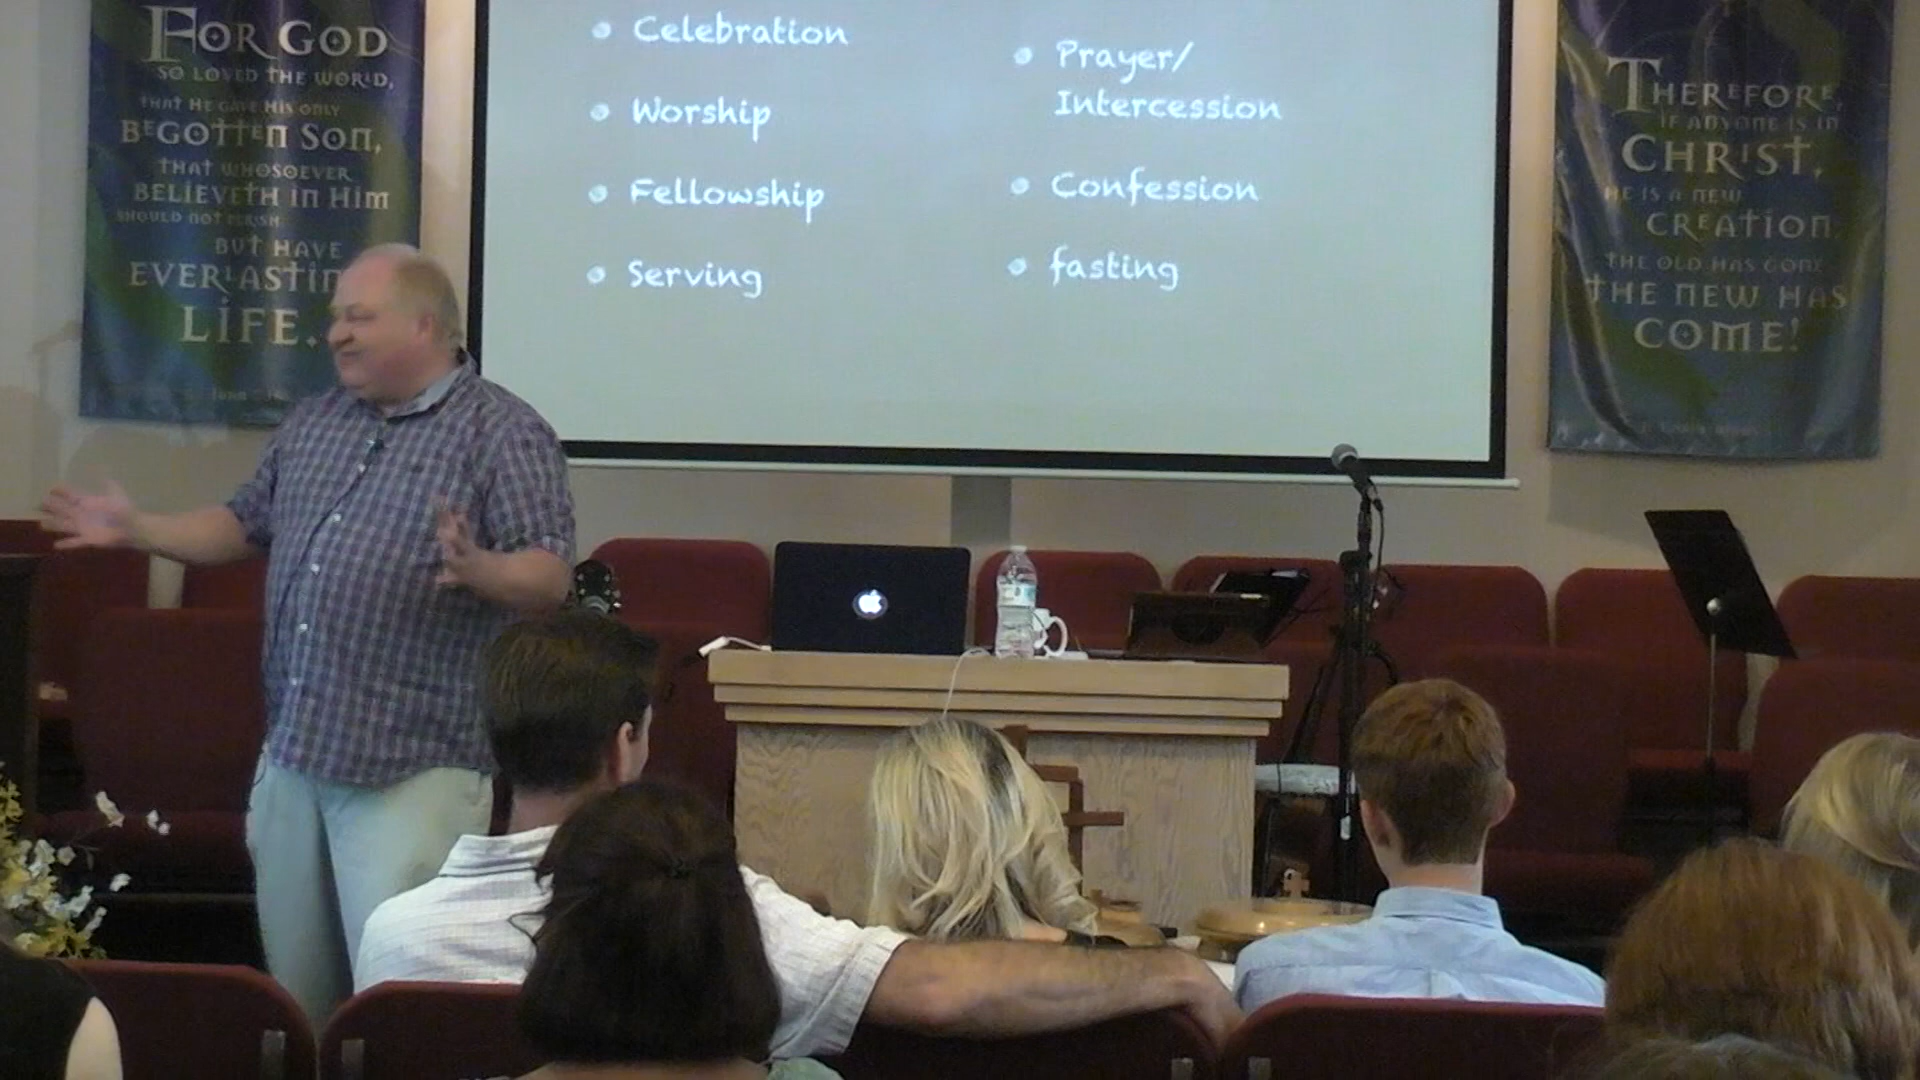 FOR GOD
SO LOVED THE WORLD,
THAT HE GAVE HIS ONLY
BEGOTTEN SON,
THAT WHOSOEVER
BELIEVETH IN HIM
SHOULD NOT PERISH
BUT HAVE
EVERLASTIN
LIFE.
Celebration
Worship
Fellowship
Serving
Prayer/
Intercession
Confession
fasting
THEREFORE,
IF ANYONE IS IN
CHRIST,
HE IS A NEW
CREATION
THE OLD HAS GONE
THE NEW HAS
COME!